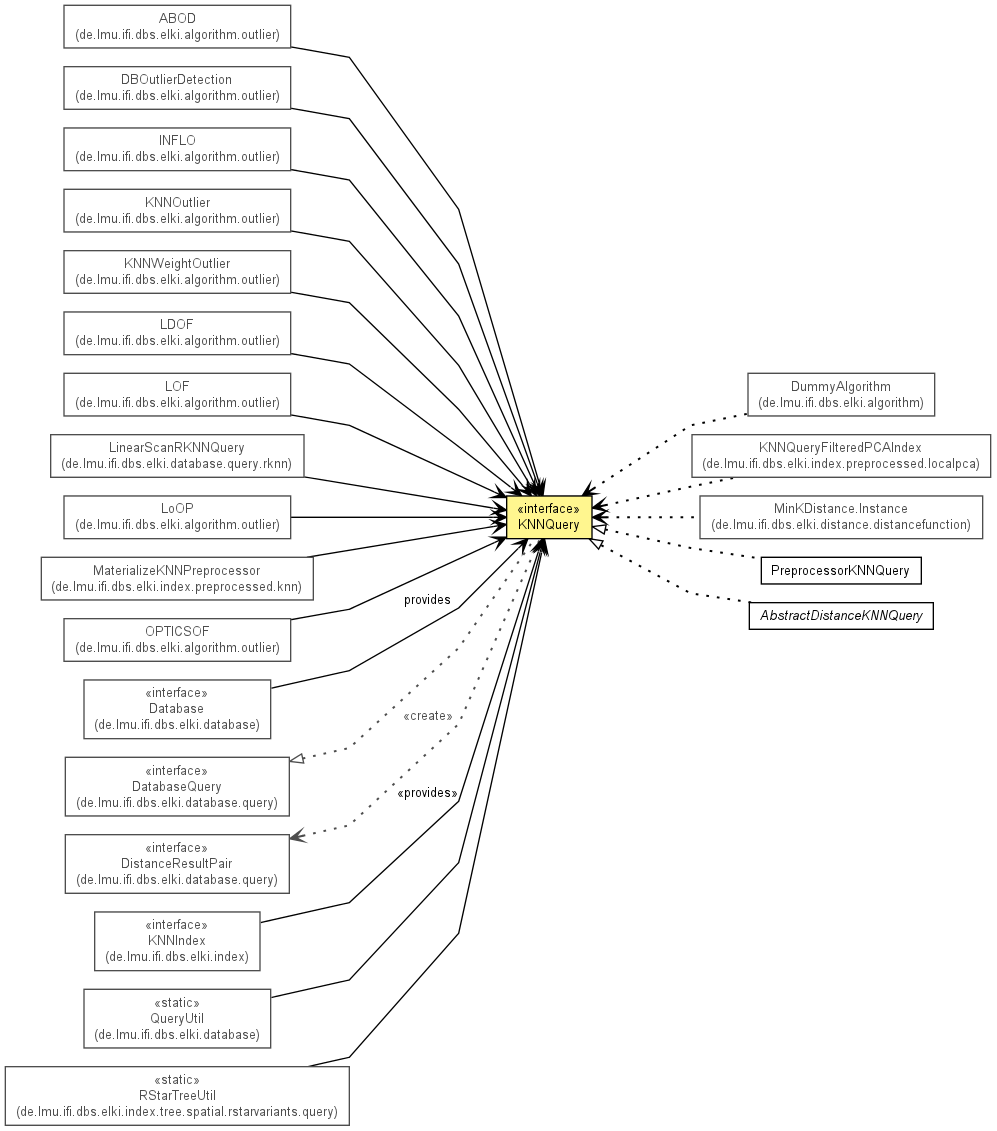 ABOD
(de.lmu.ifi.dbs.elki.algorithm.outlier)
DBOutlierDetection
(de.lmu.ifi.dbs.elki.algorithm.outlier)
INFLO
(de.lmu.ifi.dbs.elki.algorithm.outlier)
KNNOutlier
(de.lmu.ifi.dbs.elki.algorithm.outlier)
KNNWeightOutlier
(de.lmu.ifi.dbs.elki.algorithm.outlier)
LDOF
(de.lmu.ifi.dbs.elki.algorithm.outlier)
LOF
(de.lmu.ifi.dbs.elki.algorithm.outlier)
LinearScanRKNNQuery
(de.lmu.ifi.dbs.elki.database.query.rknn)
LoOP
(de.lmu.ifi.dbs.elki.algorithm.outlier)
MaterializeKNNPreprocessor
(de.lmu.ifi.dbs.elki.index.preprocessed.knn)
OPTICSOF
(de.lmu.ifi.dbs.elki.algorithm.outlier)
«interface»
Database
(de.lmu.ifi.dbs.elki.database)
«interface»
DatabaseQuery
(de.lmu.ifi.dbs.elki.database.query)
«interface»
DistanceResultPair
(de.lmu.ifi.dbs.elki.database.query)
«interface»
KNNIndex
(de.lmu.ifi.dbs.elki.index)
«static»
QueryUtil
(de.lmu.ifi.dbs.elki.database)
«static»
RStarTreeUtil
(de.lmu.ifi.dbs.elki.index.tree.spatial.rstarvariants.query)
provides
«create»
«provides»
«interface»
KNNQuery
DummyAlgorithm
(de.lmu.ifi.dbs.elki.algorithm)
KNNQueryFilteredPCAIndex
(de.lmu.ifi.dbs.elki.index.preprocessed.localpca)
MinKDistance.Instance
(de.lmu.ifi.dbs.elki.distance.distancefunction)
PreprocessorKNNQuery
AbstractDistanceKNNQuery